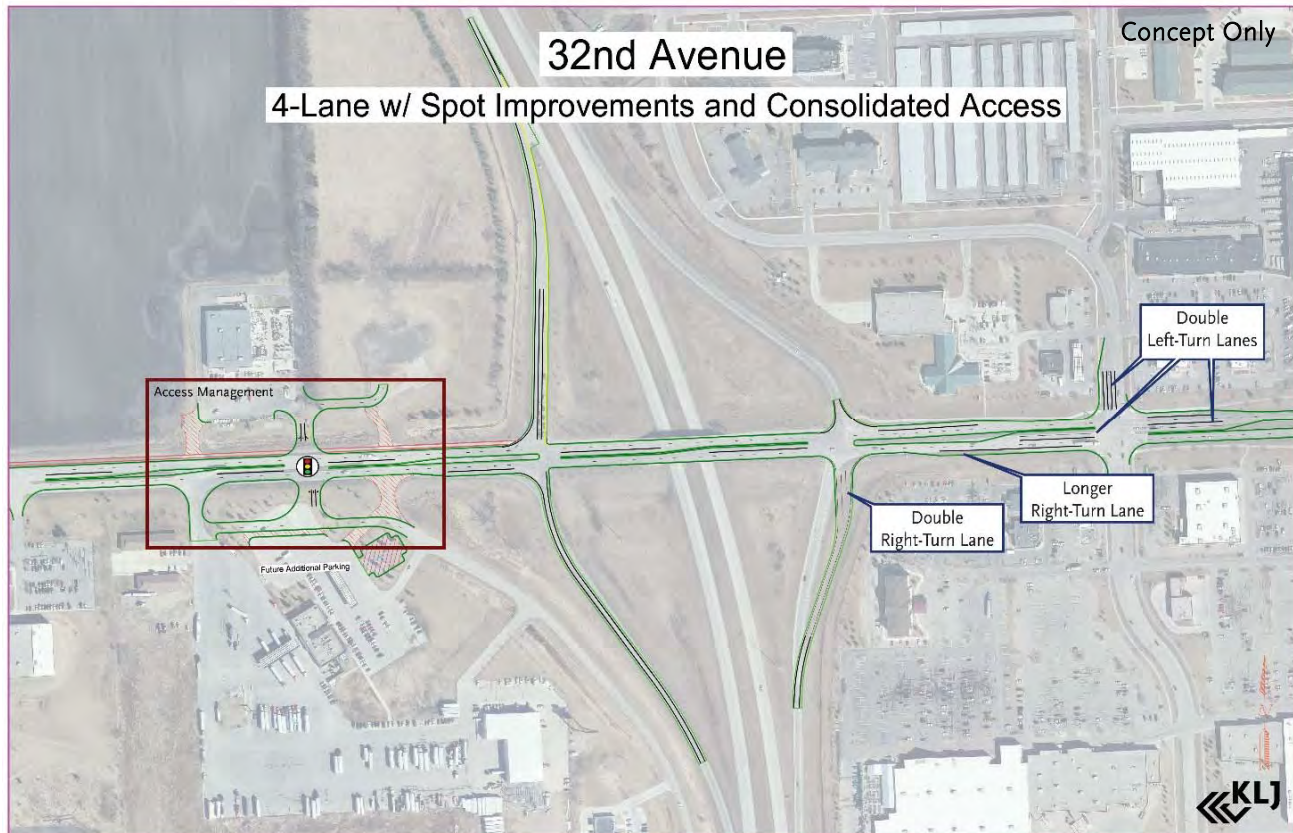 Concept Only
32nd Avenue
4-Lane w/ Spot Improvements and Consolidated Access
Double
Left-Turn Lanes
Access Management
Longer
Right-Turn Lane
Double
Right-Turn Lane
Future Additional Parking
KLJ